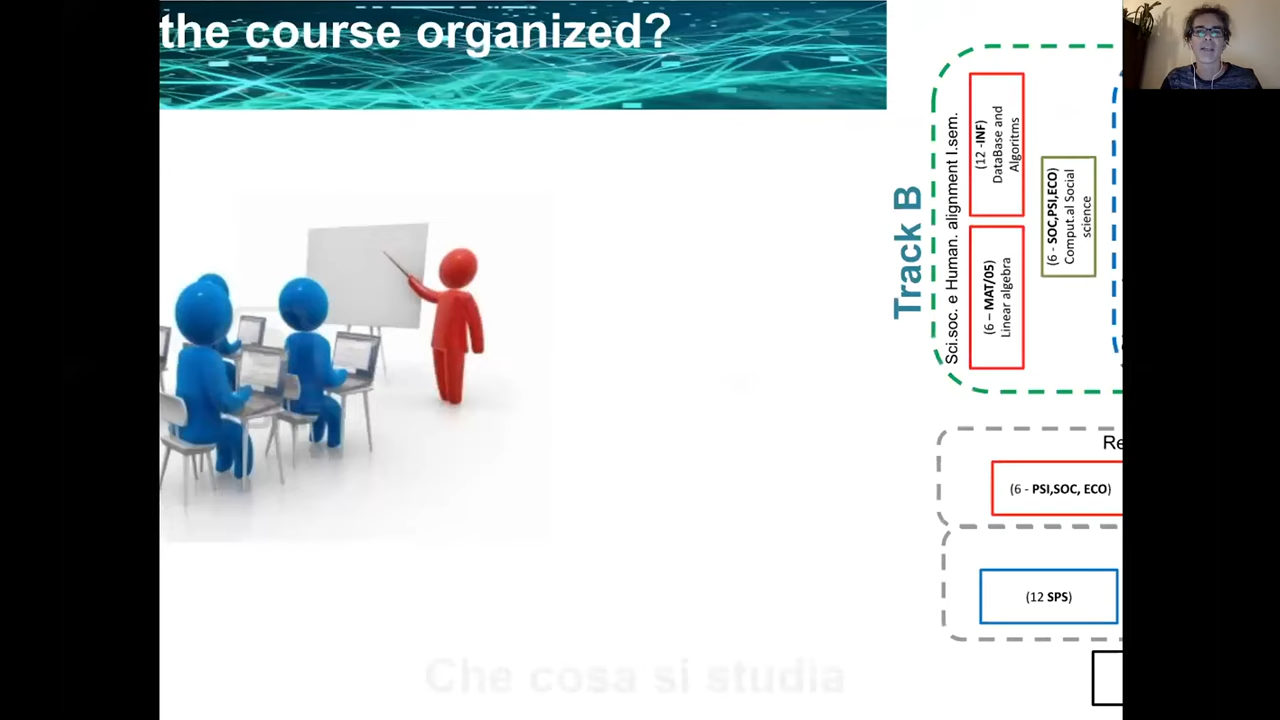 the course organized?
Track B
Sci.soc. e Human. alignment I.sem.
(12 -INF)
DataBase and
Algoritms
(6 – MAT/05)
Linear algebra
(6 - SOC,PSI,ECO)
Comput.al Social
science
Re
(6 - PSI,SOC, ECO)
(12 SPS)
Che cosa si studia